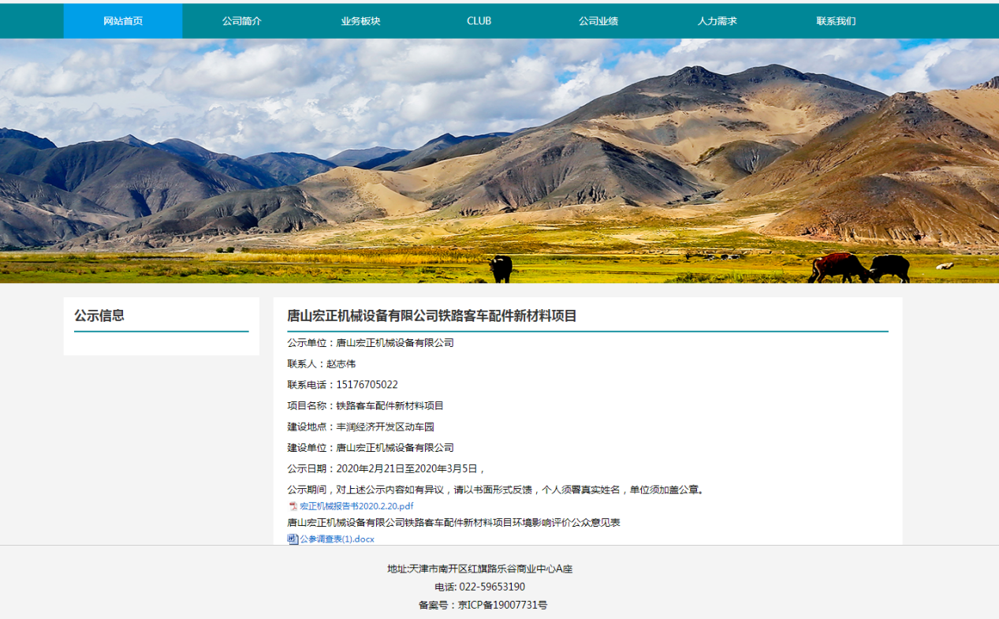 网站首页 公司简介 业务板块 CLUB 公司业绩 人力需求 联系我们
公示信息
唐山宏正机械设备有限公司铁路客车配件新材料项目
公示单位：唐山宏正机械设备有限公司
联系人：赵志伟
联系电话：15176705022
项目名称：铁路客车配件新材料项目
建设地点：丰润经济开发区动车园
建设单位：唐山宏正机械设备有限公司
公示日期：2020年2月21日至2020年3月5日，
公示期间，对上述公示内容如有异议，请以书面形式反馈，个人须署真实姓名，单位须加盖公章。
宏正机械报告书2020.2.20.pdf
唐山宏正机械设备有限公司铁路客车配件新材料项目环境影响评价公众意见表
公参调查表(1).docx
地址:天津市南开区红旗路乐谷商业中心A座
电话: 022-59653190
备案号：京ICP备19007731号